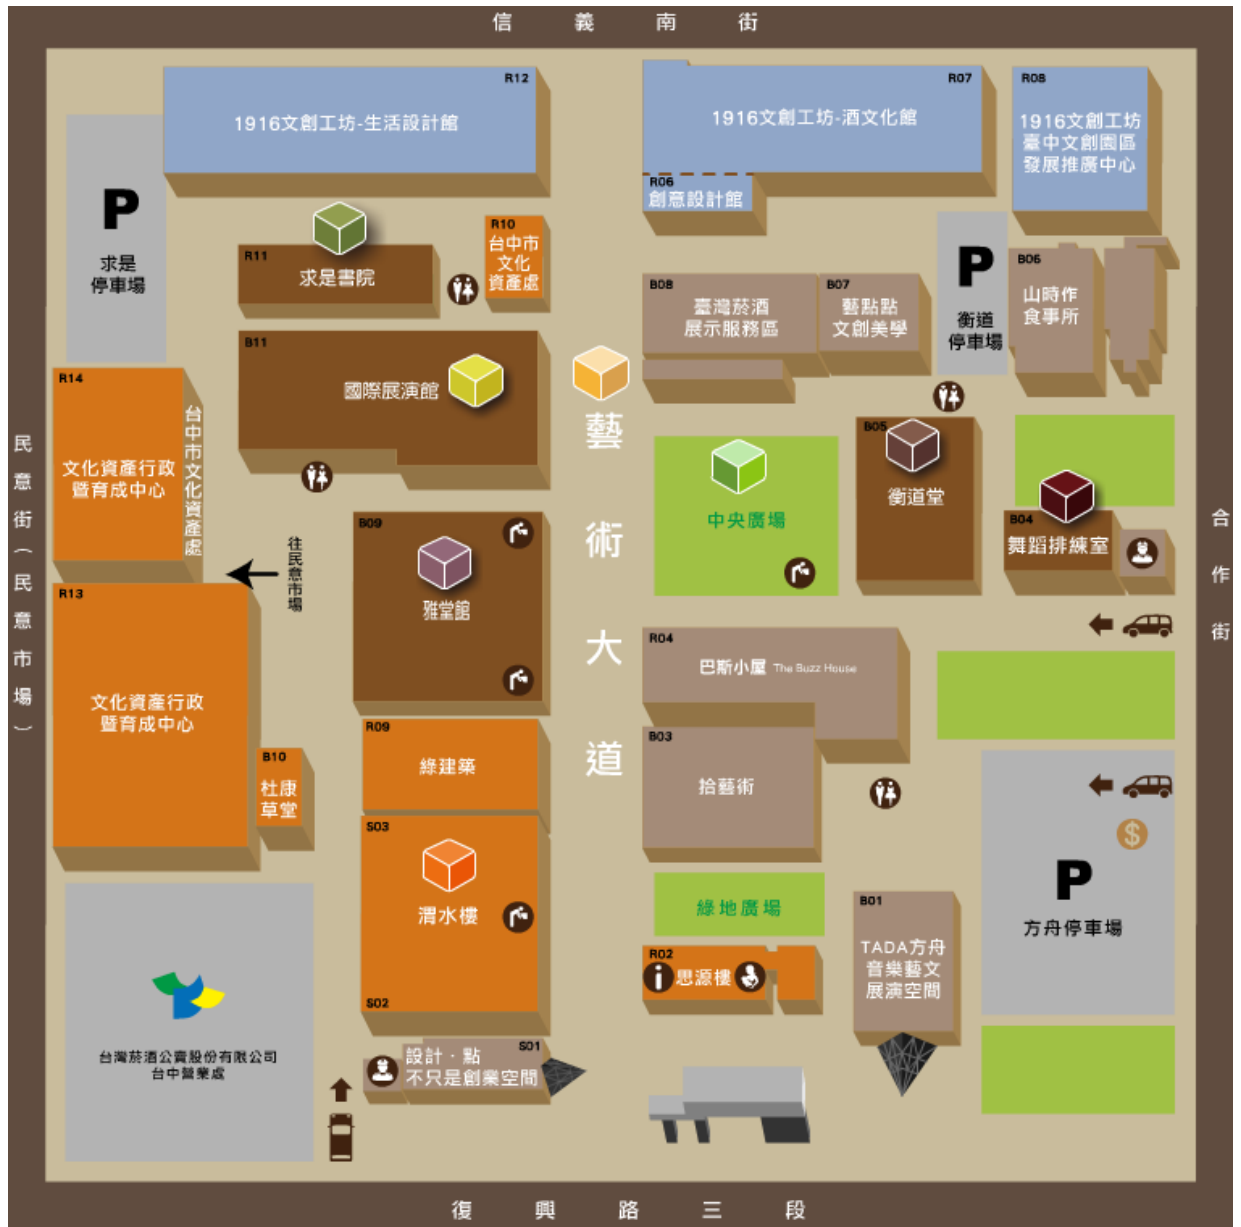 信義南街
R12
1916文創工坊-生活設計館
R07
1916文創工坊-酒文化館
R08
1916文創工坊
臺中文創園區
發展推廣中心
R06
創意設計館
P
求是
停車場
R11
求是書院
R10
台中市
文化
資產處
B08
臺灣菸酒
展示服務區
B07
藝點點
文創美學
P
衡道
停車場
B06
山時作
食事所
B11
國際展演館
R14
文化資產行政
暨育成中心
台中市文化資產處
藝術大道
中央廣場
B05
衡道堂
B04
舞蹈排練室
民意街(民意市場)
合作街
往民意市場
B09
雅堂館
R13
文化資產行政
暨育成中心
B10
杜康
草堂
R09
綠建築
R04
巴斯小屋 The Buzz House
B03
拾藝術
S03
渭水樓
S02
綠地廣場
R02
i
思源樓
B01
TADA方舟
音樂藝文
展演空間
$
P
方舟停車場
台灣菸酒公賣股份有限公司
台中營業處
S01
設計・點
不只是創業空間
復興路三段